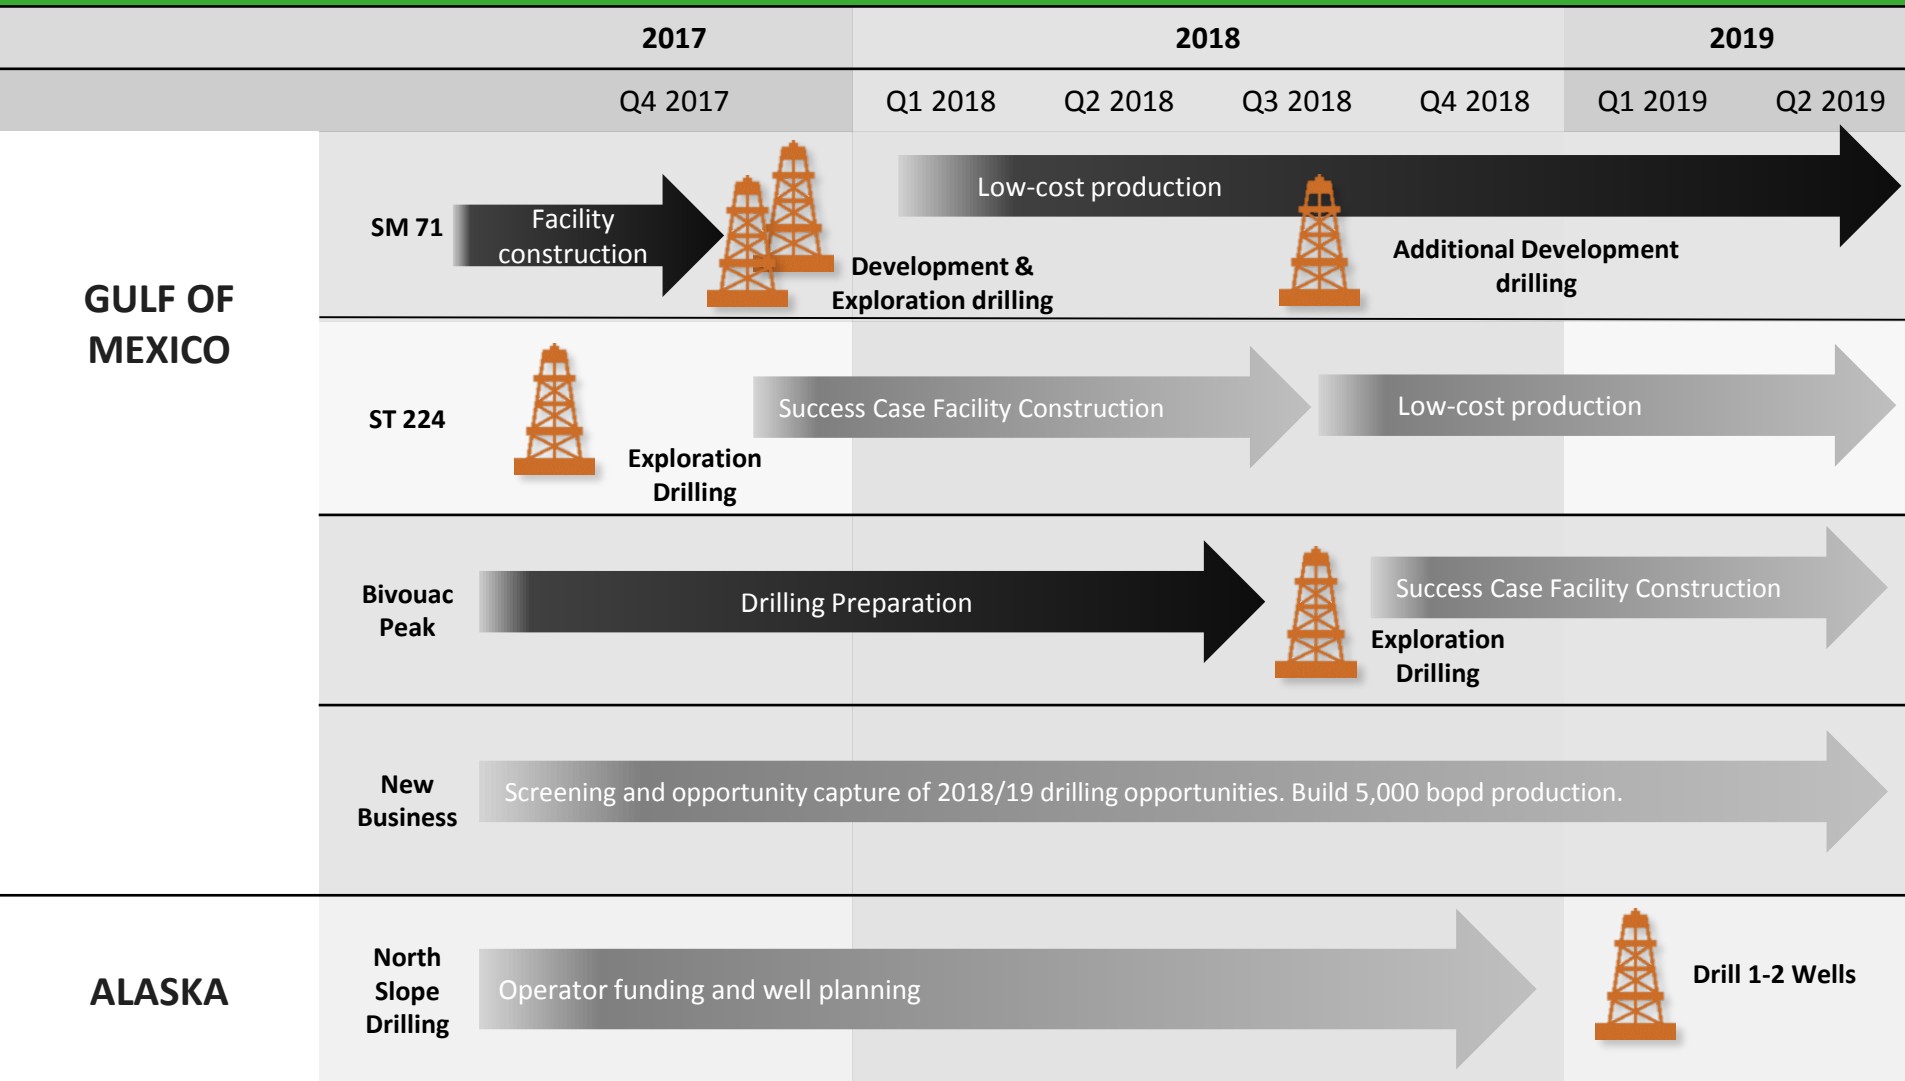 2017
2018
2019
Q4 2017
Q1 2018
Q2 2018
Q3 2018
Q4 2018
Q1 2019
Q2 2019
GULF OF
MEXICO
SM 71
Facility
construction
Development &
Exploration drilling
Low-cost production
Additional Development
drilling
ST 224
Exploration
Drilling
Success Case Facility Construction
Low-cost production
Bivouac
Peak
Drilling Preparation
Exploration
Drilling
Success Case Facility Construction
New
Business
Screening and opportunity capture of 2018/19 drilling opportunities. Build 5,000 bopd production.
ALASKA
North
Slope
Drilling
Operator funding and well planning
Drill 1-2 Wells